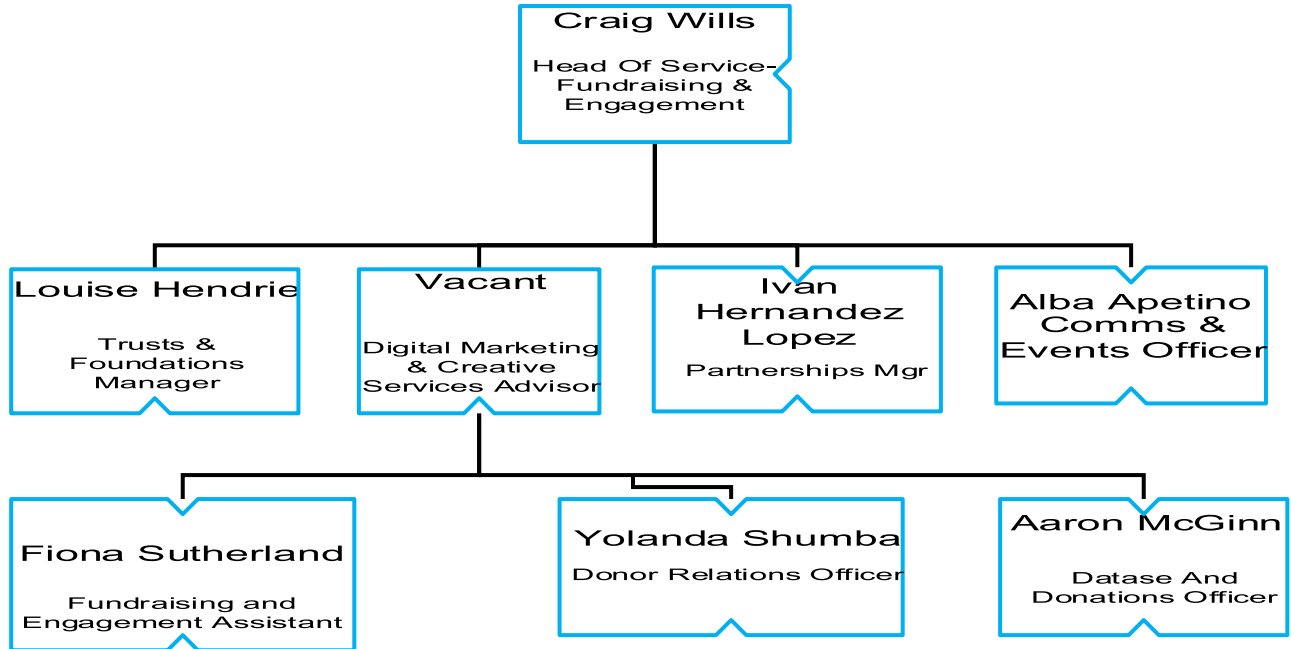 Craig Wills
Head Of Service-
Fundraising &
Engagement
Louise Hendrie
Trusts &
Foundations
Manager
Vacant
Digital Marketing
& Creative
Services Advisor
Ivan
Hernandez
Lopez
Partnerships Mgr
Alba Apetino
Comms &
Events Officer
Fiona Sutherland
Fundraising and
Engagement Assistant
Yolanda Shumba
Donor Relations Officer
Aaron McGinn
Datase And
Donations Officer